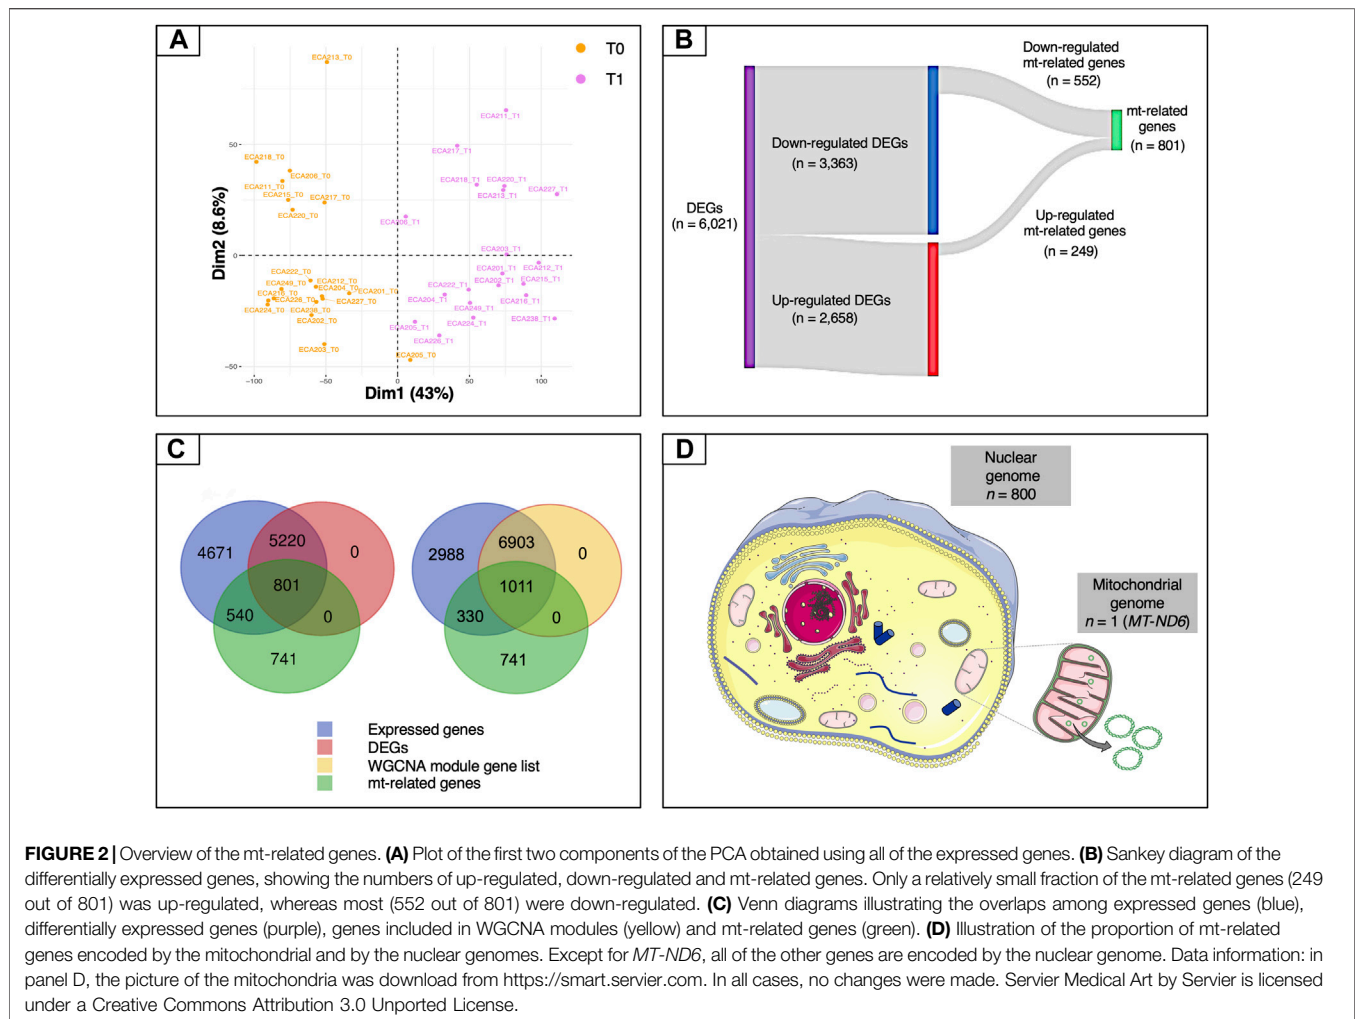 A
T0
T1
ECA213_T0
ECA211_T1
ECA217_T1
50
ECA218_T0
ECA206_T0
ECA211_T0
ECA215_T0
ECA217_T0
ECA220_T0
ECA218_T1
ECA220_T1
ECA213_T1
ECA227_T1
ECA206_T1
Dim2 (8.6%)
0
ECA203_T1
ECA222_T0
ECA249_T0
ECA212_T0
ECA204_T0
ECA201_T0
ECA226_T0
ECA227_T0
ECA224_T0
ECA202_T0
ECA203_T0
ECA205_T0
ECA201_T1
ECA212_T1
ECA202_T1
ECA215_T1
ECA222_T1
ECA204_T1
ECA249_T1
ECA216_T1
ECA205_T1
ECA224_T1
ECA238_T1
ECA226_T1
−50
−100
−50
0
50
100
Dim1 (43%)
B
DEGs
(n = 6,021)
Down-regulated DEGs
(n = 3,363)
Up-regulated DEGs
(n = 2,658)
Down-regulated
mt-related genes
(n = 552)
mt-related
genes
(n = 801)
Up-regulated
mt-related genes
(n = 249)
C
4671
5220
0
801
540
0
741
2988
6903
0
1011
330
0
741
Expressed genes
DEGs
WGCNA module gene list
mt-related genes
D
Nuclear
genome
n = 800
Mitochondrial
genome
n = 1 (MT-ND6)
FIGURE 2 | Overview of the mt-related genes. (A) Plot of the first two components of the PCA obtained using all of the expressed genes. (B) Sankey diagram of the
differentially expressed genes, showing the numbers of up-regulated, down-regulated and mt-related genes. Only a relatively small fraction of the mt-related genes (249
out of 801) was up-regulated, whereas most (552 out of 801) were down-regulated. (C) Venn diagrams illustrating the overlaps among expressed genes (blue),
differentially expressed genes (purple), genes included in WGCNA modules (yellow) and mt-related genes (green). (D) Illustration of the proportion of mt-related
genes encoded by the mitochondrial and by the nuclear genomes. Except for MT-ND6, all of the other genes are encoded by the nuclear genome. Data information: in
panel D, the picture of the mitochondria was download from https://smart.servier.com. In all cases, no changes were made. Servier Medical Art by Servier is licensed
under a Creative Commons Attribution 3.0 Unported License.